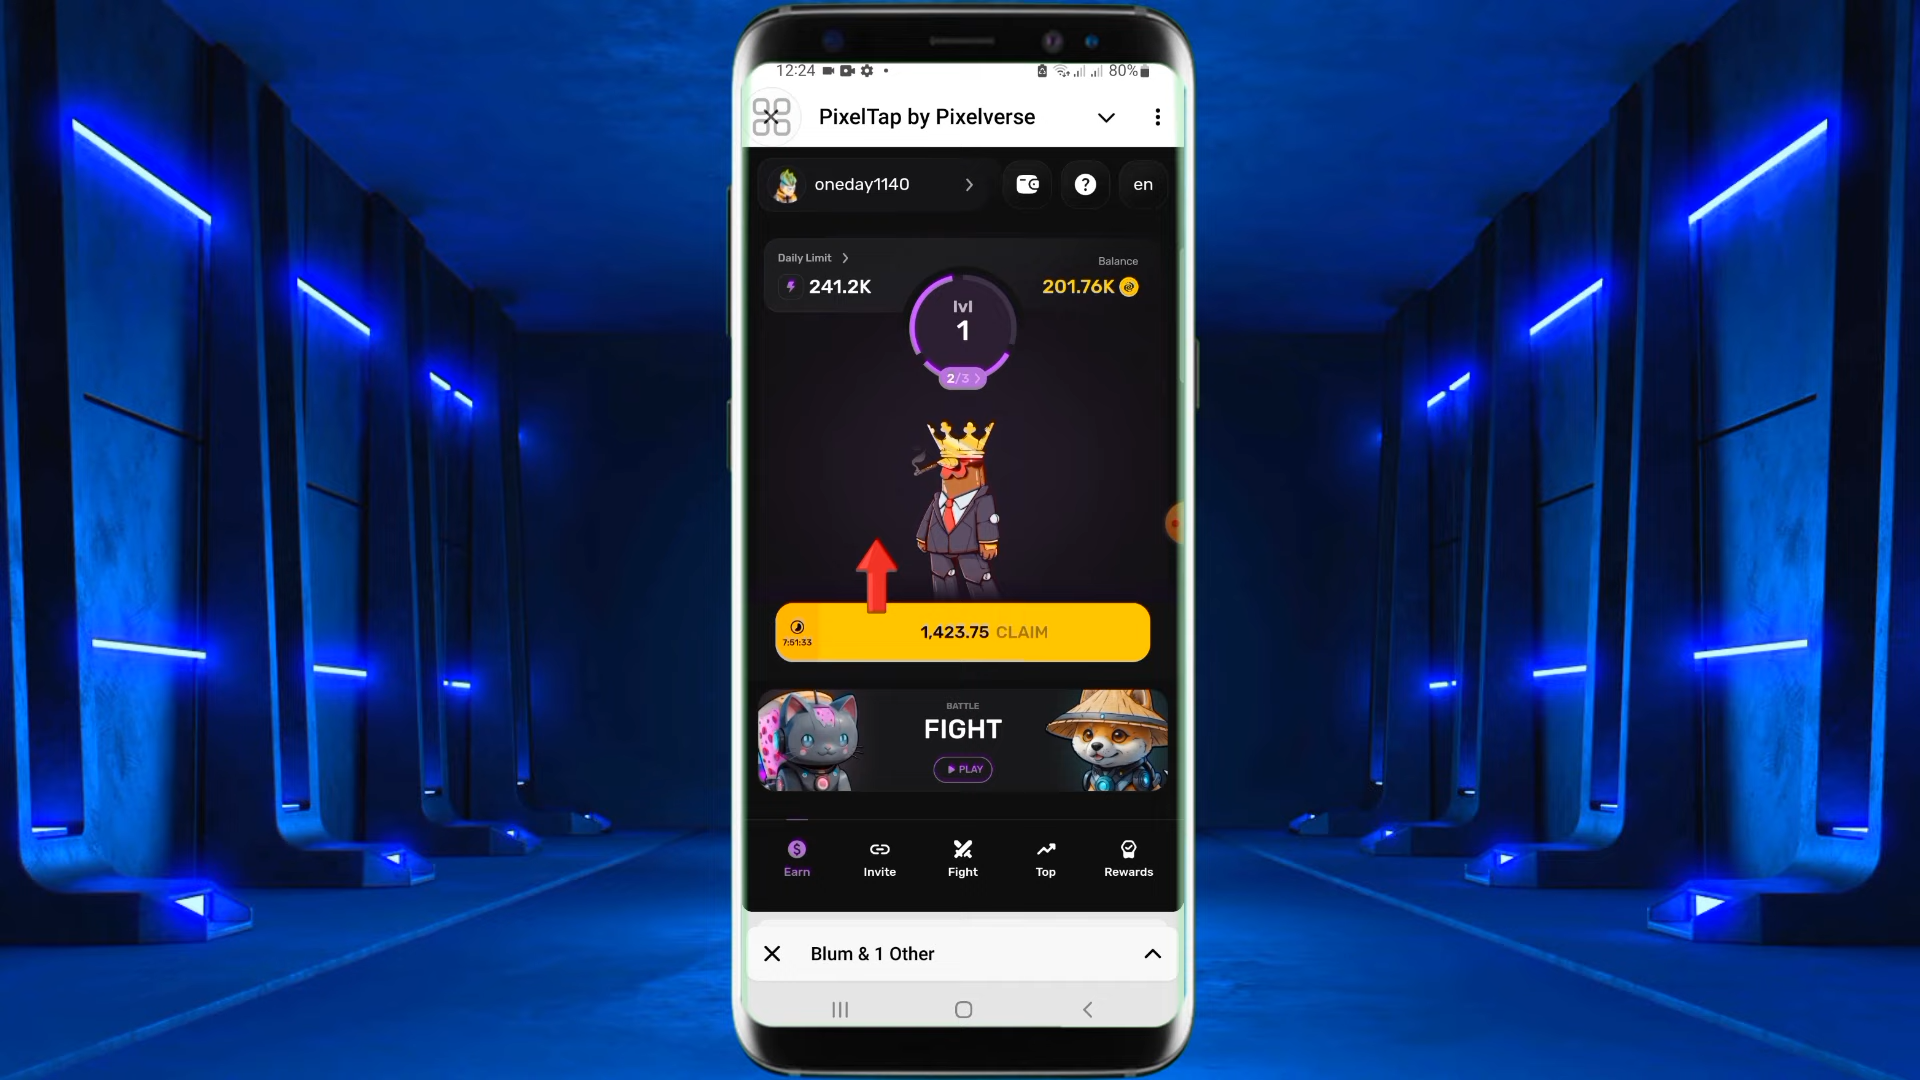 12:24
80%
PixelTap by Pixelverse
oneday1140
en
Daily Limit
241.2K
Balance
201.76K
lvl
1
2/3
7:51:33
1,423.75 CLAIM
BATTLE
FIGHT
PLAY
Earn
Invite
Fight
Top
Rewards
Blum & 1 Other